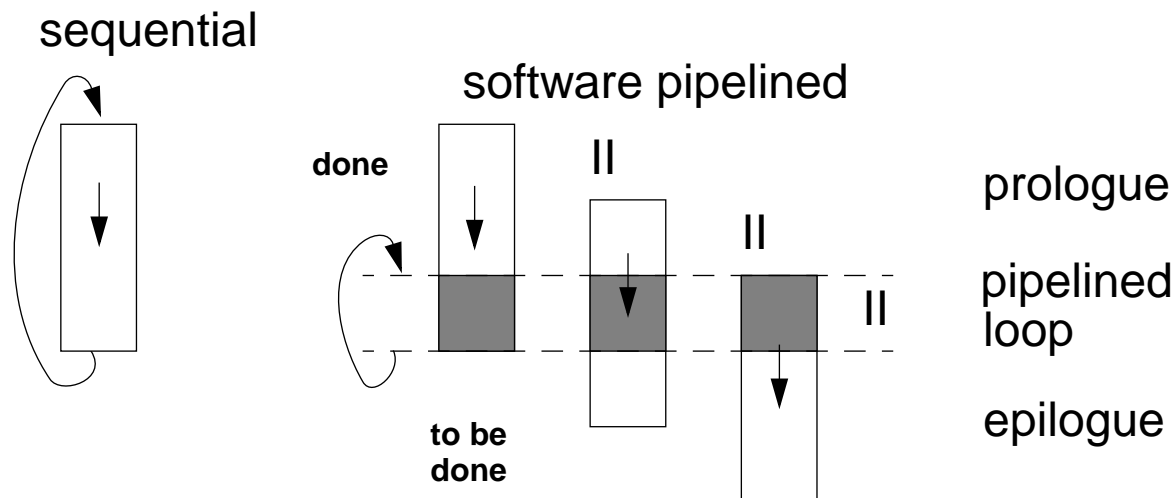 sequential
software pipelined
done
II
prologue
II
pipelined
loop
II
to be
done
epilogue